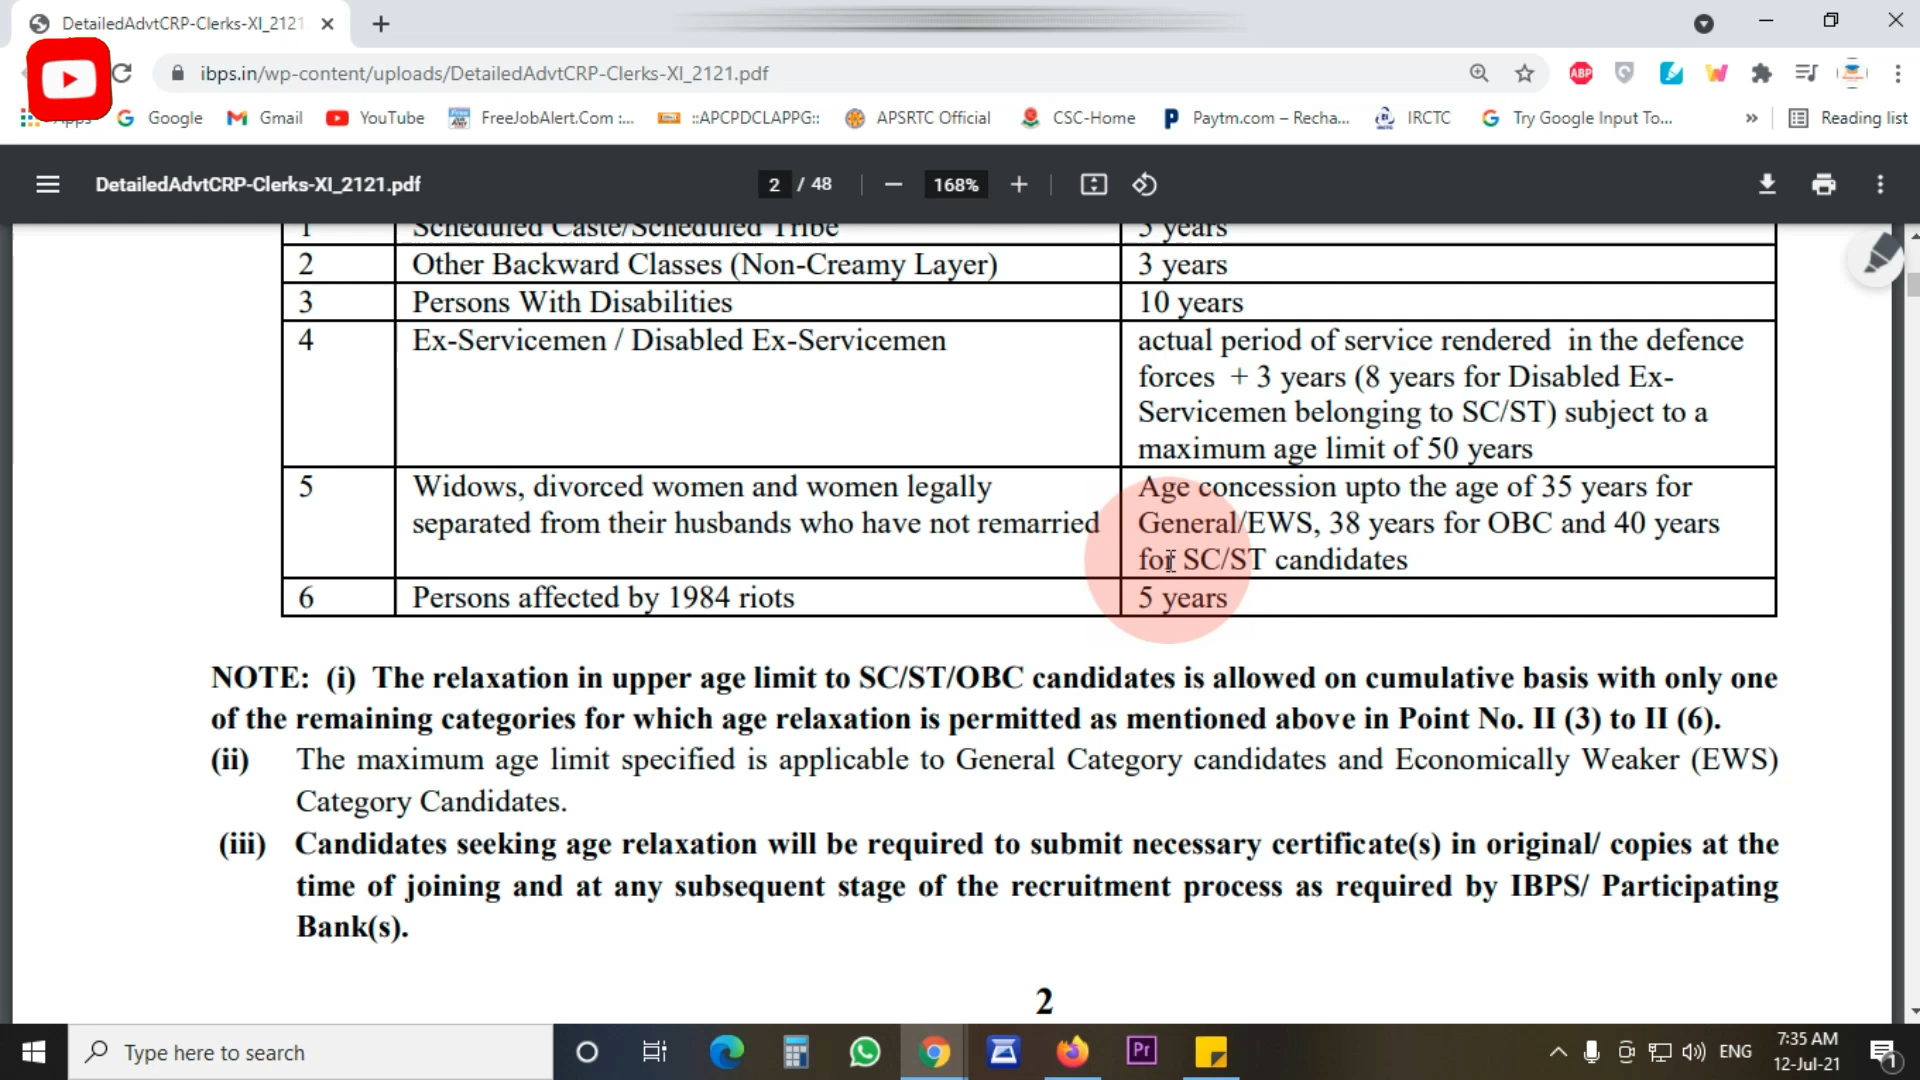 DetailedAdvtCRP-Clerks-XI_2121
ibps.in/wp-content/uploads/DetailedAdvtCRP-Clerks-XI_2121.pdf
ABP
Apps Google Gmail YouTube FreeJobAlert.Com :... ::APCPDCLAPPG:: APSRTC Official CSC-Home Paytm.com – Recha... IRCTC Try Google Input To... » Reading list
DetailedAdvtCRP-Clerks-XI_2121.pdf 2 / 48 168%
1 Scheduled Caste/Scheduled Tribe 5 years
2 Other Backward Classes (Non-Creamy Layer) 3 years
3 Persons With Disabilities 10 years
4 Ex-Servicemen / Disabled Ex-Servicemen actual period of service rendered in the defence
forces + 3 years (8 years for Disabled Ex-
Servicemen belonging to SC/ST) subject to a
maximum age limit of 50 years
5 Widows, divorced women and women legally Age concession upto the age of 35 years for
separated from their husbands who have not remarried General/EWS, 38 years for OBC and 40 years
for SC/ST candidates
6 Persons affected by 1984 riots 5 years
NOTE: (i) The relaxation in upper age limit to SC/ST/OBC candidates is allowed on cumulative basis with only one
of the remaining categories for which age relaxation is permitted as mentioned above in Point No. II (3) to II (6).
(ii) The maximum age limit specified is applicable to General Category candidates and Economically Weaker (EWS)
Category Candidates.
(iii) Candidates seeking age relaxation will be required to submit necessary certificate(s) in original/ copies at the
time of joining and at any subsequent stage of the recruitment process as required by IBPS/ Participating
Bank(s).
2
Type here to search Pr ENG 7:35 AM
12-Jul-21 1